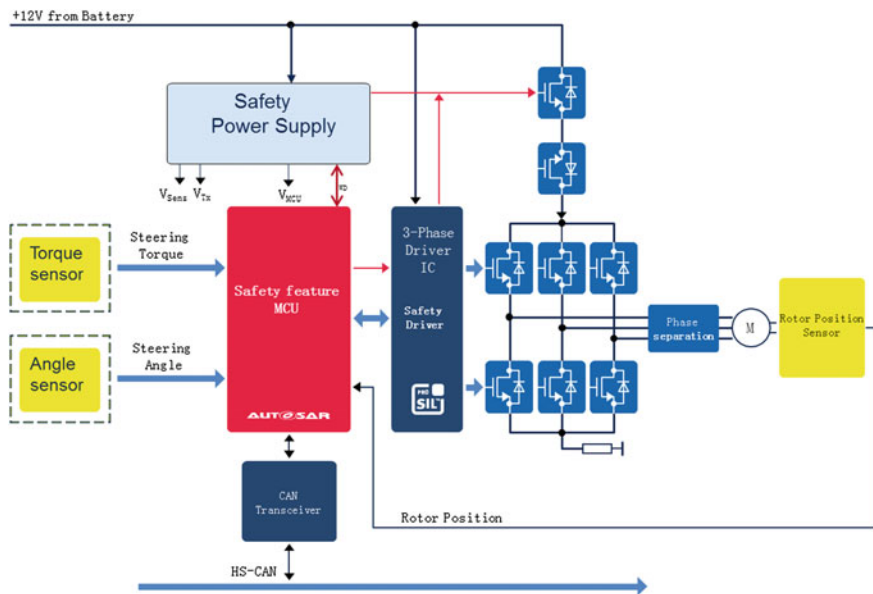 +12V from Battery
Safety
Power Supply
VSens
VTx
VMCU
WD
Torque
sensor
Steering
Torque
Safety feature
MCU
AUTOSAR
3-Phase
Driver
IC
Safety
Driver
PRO
SIL
Angle
sensor
Steering
Angle
Phase
separation
M
Rotor Position
Sensor
CAN
Transceiver
Rotor Position
HS-CAN